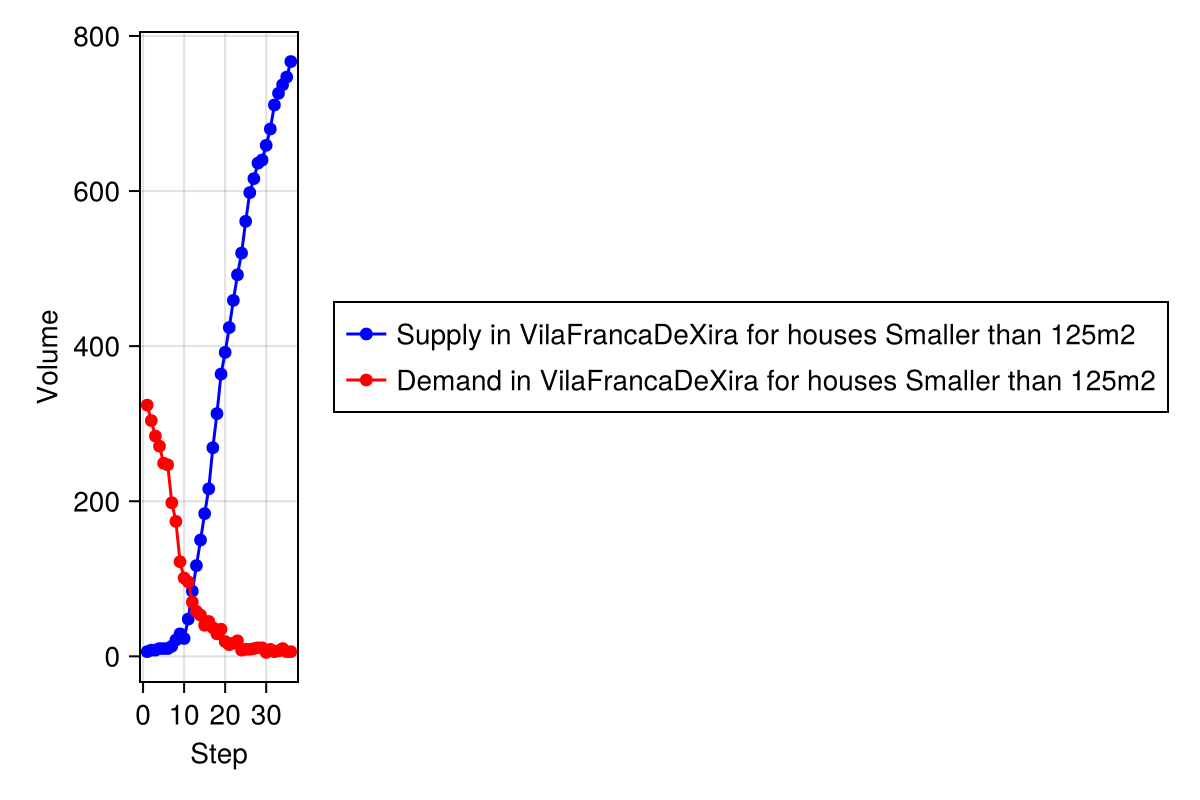 800
600
400
200
0
Volume
0 10 20 30
Step
Supply in VilaFrancaDeXira for houses Smaller than 125m2
Demand in VilaFrancaDeXira for houses Smaller than 125m2